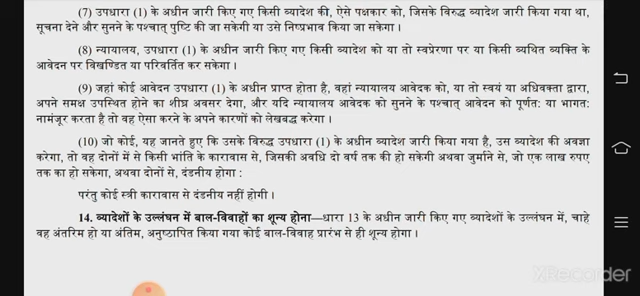 (7) उपधारा (1) के अधीन जारी किए गए किसी व्यादेश की, ऐसे पक्षकार को, जिसके विरुद्ध व्यादेश जारी किया गया था,
सूचना देने और सुनने के पश्चात् पुष्टि की जा सकेगी या उसे निष्प्रभाव किया जा सकेगा ।
(8) न्यायालय, उपधारा (1) के अधीन जारी किए गए किसी व्यादेश को या तो स्वप्रेरणा पर या किसी व्यथित व्यक्ति के
आवेदन पर विखण्डित या परिवर्तित कर सकेगा ।
(9) जहां कोई आवेदन उपधारा (1) के अधीन प्राप्त होता है, वहां न्यायालय आवेदक को, या तो स्वयं या अधिवक्ता द्वारा,
अपने समक्ष उपस्थित होने का शीघ्र अवसर देगा, और यदि न्यायालय आवेदक को सुनने के पश्चात् आवेदन को पूर्णत: या भागत:
नामंजूर करता है तो वह ऐसा करने के अपने कारणों को लेखबद्ध करेगा ।
(10) जो कोई, यह जानते हुए कि उसके विरुद्ध उपधारा (1) के अधीन व्यादेश जारी किया गया है, उस व्यादेश की अवज्ञा
करेगा, तो वह दोनों में से किसी भांति के कारावास से, जिसकी अवधि दो वर्ष तक की हो सकेगी अथवा जुर्माने से, जो एक लाख रुपए
तक का हो सकेगा, अथवा दोनों से, दंडनीय होगा :
परंतु कोई स्त्री कारावास से दंडनीय नहीं होगी ।
14. व्यादेशों के उल्लंघन में बाल-विवाहों का शून्य होना—धारा 13 के अधीन जारी किए गए व्यादेशों के उल्लंघन में, चाहे
वह अंतरिम हो या अंतिम, अनुष्ठापित किया गया कोई बाल-विवाह प्रारंभ से ही शून्य होगा ।
XRecorder